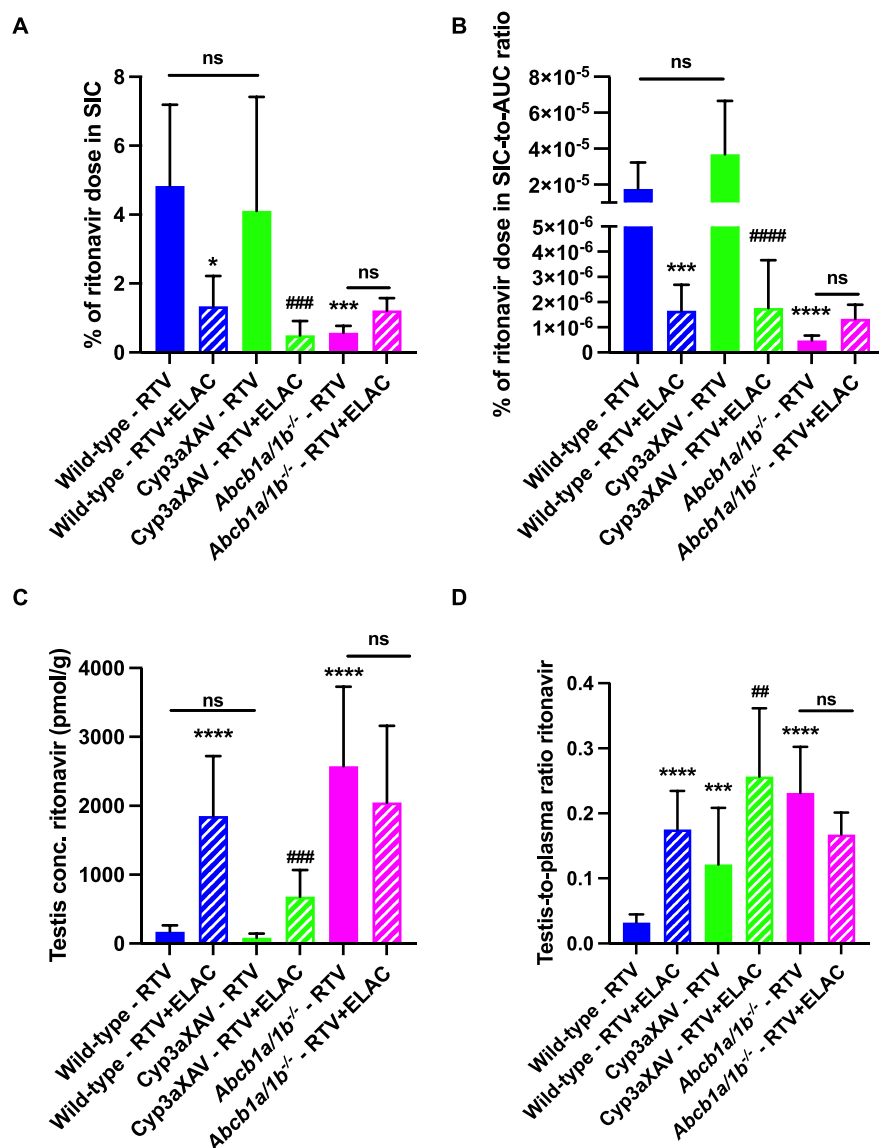 A
% of ritonavir dose in SIC
8
6
4
2
0
ns
*
###
***
ns
Wild-type - RTV
Wild-type - RTV+ELAC
Cyp3aXAV - RTV
Cyp3aXAV - RTV+ELAC
Abcb1a/1b-/- - RTV
Abcb1a/1b-/- - RTV+ELAC
B
% of ritonavir dose in SIC-to-AUC ratio
8×10-5
6×10-5
4×10-5
2×10-5
5×10-6
4×10-6
3×10-6
2×10-6
1×10-6
0
ns
***
####
****
ns
Wild-type - RTV
Wild-type - RTV+ELAC
Cyp3aXAV - RTV
Cyp3aXAV - RTV+ELAC
Abcb1a/1b-/- - RTV
Abcb1a/1b-/- - RTV+ELAC
C
Testis conc. ritonavir (pmol/g)
4000
3000
2000
1000
0
ns
****
###
****
ns
Wild-type - RTV
Wild-type - RTV+ELAC
Cyp3aXAV - RTV
Cyp3aXAV - RTV+ELAC
Abcb1a/1b-/- - RTV
Abcb1a/1b-/- - RTV+ELAC
D
Testis-to-plasma ratio ritonavir
0.4
0.3
0.2
0.1
0.0
****
***
##
****
ns
Wild-type - RTV
Wild-type - RTV+ELAC
Cyp3aXAV - RTV
Cyp3aXAV - RTV+ELAC
Abcb1a/1b-/- - RTV
Abcb1a/1b-/- - RTV+ELAC